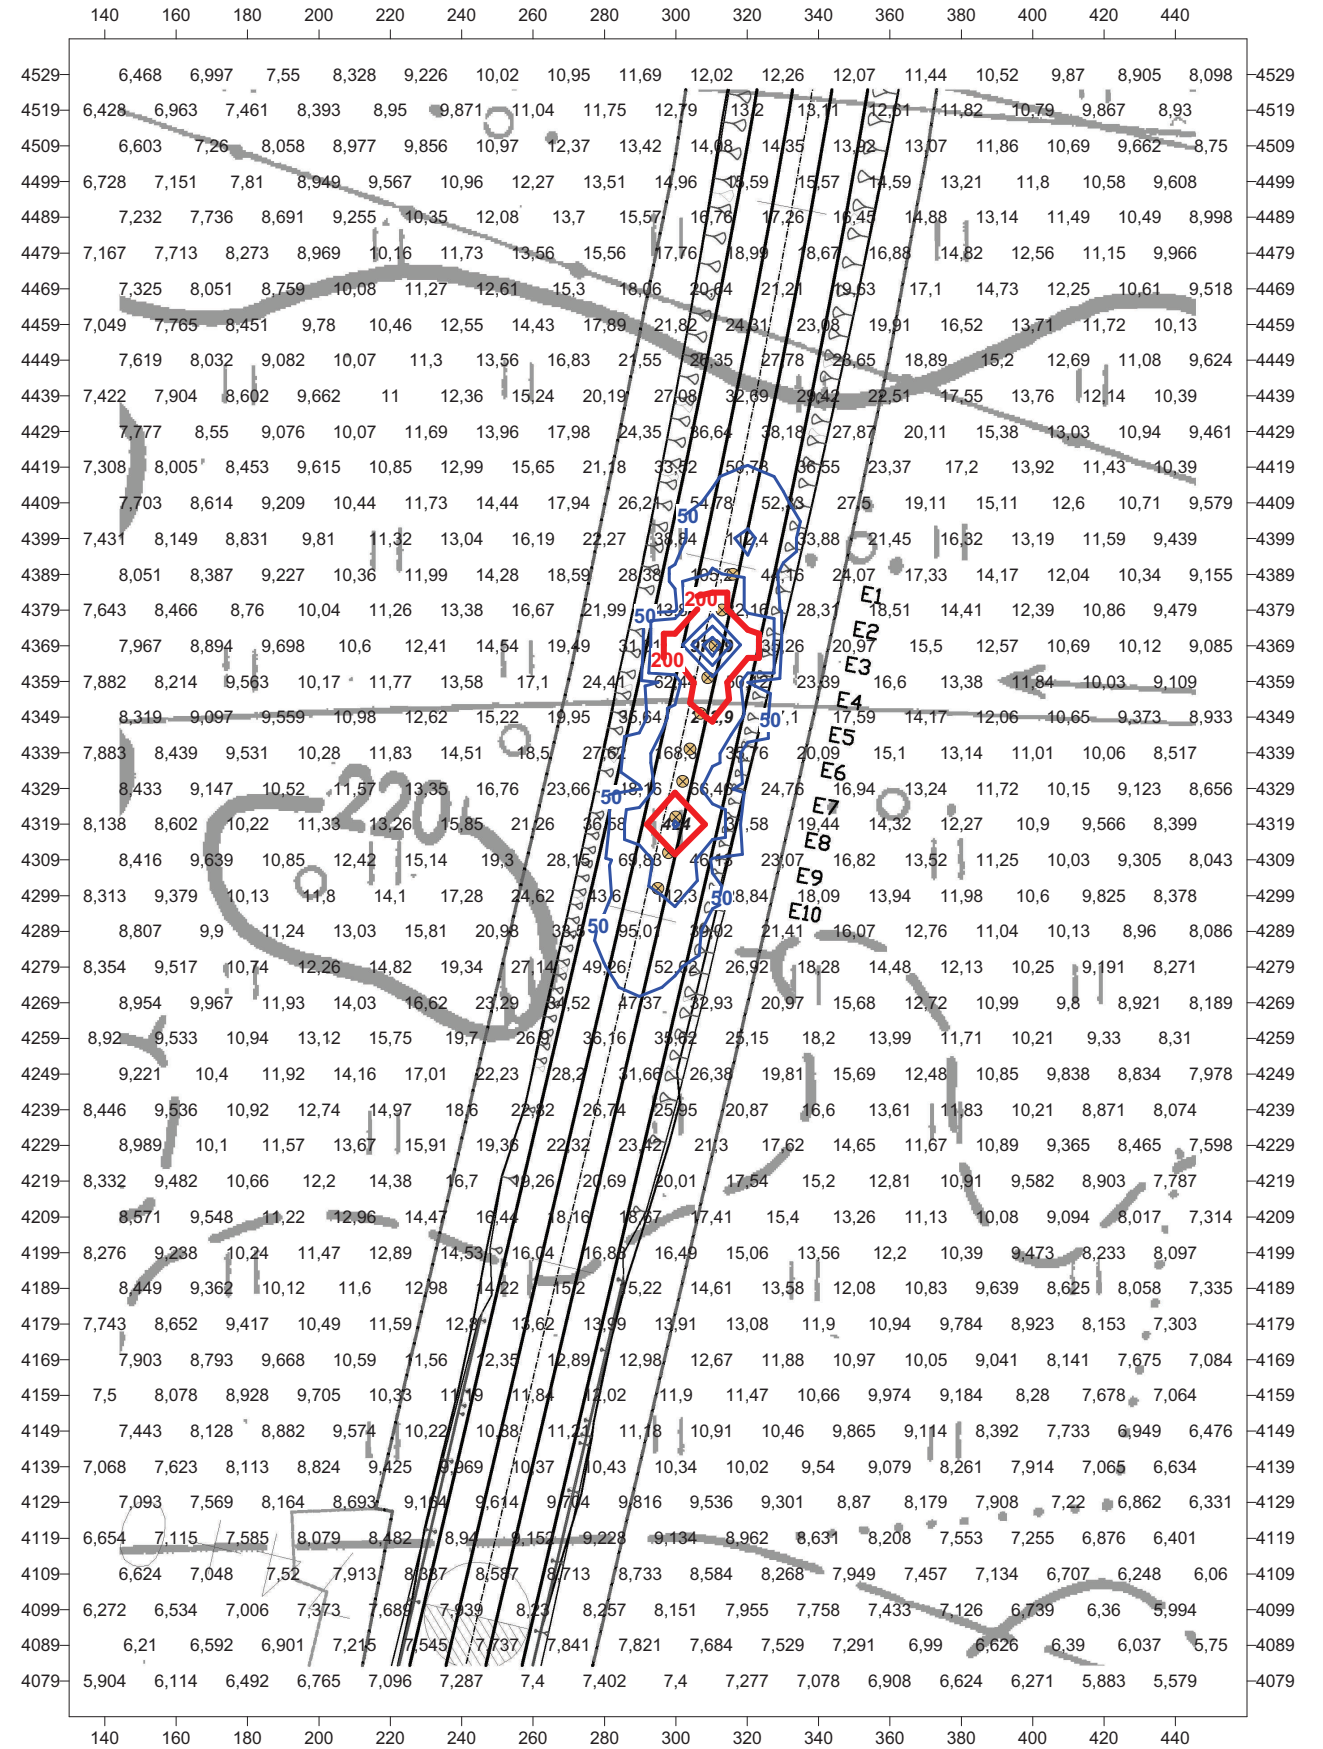 140 160 180 200 220 240 260 280 300 320 340 360 380 400 420 440
4529 6,468 6,997 7,55 8,328 9,226 10,02 10,95 11,69 12,02 12,26 12,07 11,44 10,52 9,87 8,905 8,098 4529
4519 6,428 6,963 7,461 8,393 8,95 9,871 11,04 11,75 12,79 13,2 13,11 12,61 11,82 10,79 9,867 8,93 4519
4509 6,603 7,26 8,058 8,977 9,856 10,97 12,37 13,42 14,08 14,35 13,92 13,07 11,86 10,69 9,662 8,75 4509
4499 6,728 7,151 7,81 8,949 9,567 10,96 12,27 13,51 14,96 15,59 15,57 14,59 13,21 11,8 10,58 9,608 4499
4489 7,232 7,736 8,691 9,255 10,35 12,08 13,7 15,57 16,76 17,26 16,45 14,88 13,14 11,49 10,49 8,998 4489
4479 7,167 7,713 8,273 8,969 10,16 11,73 13,56 15,56 17,76 18,99 18,67 16,88 14,82 12,56 11,15 9,966 4479
4469 7,325 8,051 8,759 10,08 11,27 12,61 15,3 18,06 20,64 21,21 19,63 17,1 14,73 12,25 10,61 9,518 4469
4459 7,049 7,765 8,451 9,78 10,46 12,55 14,43 17,89 21,82 24,31 23,08 19,91 16,52 13,71 11,72 10,13 4459
4449 7,619 8,032 9,082 10,07 11,3 13,56 16,83 21,55 26,35 27,78 23,65 18,89 15,2 12,69 11,08 9,624 4449
4439 7,422 7,904 8,602 9,662 11 12,36 15,24 20,19 27,08 32,69 29,42 22,51 17,55 13,76 12,14 10,39 4439
4429 7,777 8,55 9,076 10,07 11,69 13,96 17,98 24,35 36,64 38,18 27,87 20,11 15,38 13,03 10,94 9,461 4429
4419 7,308 8,005 8,453 9,615 10,85 12,99 15,65 21,18 33,52 50,78 36,55 23,37 17,2 13,92 11,43 10,39 4419
4409 7,703 8,614 9,209 10,44 11,73 14,44 17,94 26,21 54,78 27,5 19,11 15,11 12,6 10,71 9,579 4409
50
4399 7,431 8,149 8,831 9,81 11,32 13,04 16,19 22,27 38,84 33,88 21,45 16,32 13,19 11,59 9,439 4399
4389 8,051 8,387 9,227 10,36 11,99 14,28 18,59 28,38 24,07 17,33 14,17 12,04 10,34 9,155 4389
E1
200
4379 7,643 8,466 8,76 10,04 11,26 13,38 16,67 21,99 28,31 18,51 14,41 12,39 10,86 9,479 4379
50
E2
4369 7,967 8,894 9,698 10,6 12,41 14,54 19,49 20,97 15,5 12,57 10,69 10,12 9,085 4369
200
E3
4359 7,882 8,214 9,563 10,17 11,77 13,58 17,1 23,39 16,6 13,38 11,84 10,03 9,109 4359
E4
4349 8,319 9,097 9,559 10,98 12,62 15,22 19,95 35,64 17,59 14,17 12,06 10,65 9,373 8,933 4349
50
E5
4339 7,883 8,439 9,531 10,28 11,83 14,51 18,5 27,62 20,09 15,1 13,14 11,01 10,06 8,517 4339
E6
4329 8,433 9,147 10,52 11,57 13,35 16,76 23,66 24,76 16,94 13,24 11,72 10,15 9,123 8,656 4329
50
220
E7
4319 8,138 8,602 10,22 11,33 13,26 15,85 21,26 19,44 14,32 12,27 10,9 9,566 8,399 4319
E8
4309 8,416 9,639 10,85 12,42 15,14 19,3 28,15 69,83 23,07 16,82 13,52 11,25 10,03 9,305 8,043 4309
E9
4299 8,313 9,379 10,13 11,8 14,1 17,28 24,62 43,6 18,09 13,94 11,98 10,6 9,825 8,378 4299
50
E10
50
4289 8,807 9,9 11,24 13,03 15,81 20,98 95,01 39,02 21,41 16,07 12,76 11,04 10,13 8,96 8,086 4289
4279 8,354 9,517 10,74 12,26 14,82 19,34 27,14 49,26 26,92 18,28 14,48 12,13 10,25 9,191 8,271 4279
4269 8,954 9,967 11,93 14,03 16,62 23,29 34,52 47,37 32,93 20,97 15,68 12,72 10,99 9,8 8,921 8,189 4269
4259 8,92 9,533 10,94 13,12 15,75 19,7 26,9 36,16 35,62 25,15 18,2 13,99 11,71 10,21 9,33 8,31 4259
4249 9,221 10,4 11,92 14,16 17,01 22,23 28,2 31,66 26,38 19,81 15,69 12,48 10,85 9,838 8,834 7,978 4249
4239 8,446 9,536 10,92 12,74 14,97 18,6 22,82 26,74 25,95 20,87 16,6 13,61 11,83 10,21 8,871 8,074 4239
4229 8,989 10,1 11,57 13,67 15,91 19,36 22,32 23,42 21,3 17,62 14,65 11,67 10,89 9,365 8,465 7,598 4229
4219 8,332 9,482 10,66 12,2 14,38 16,7 19,26 20,69 20,01 17,54 15,2 12,81 10,91 9,582 8,903 7,787 4219
4209 8,571 9,548 11,22 12,96 14,47 16,44 18,16 18,67 17,41 15,4 13,26 11,13 10,08 9,094 8,017 7,314 4209
4199 8,276 9,238 10,24 11,47 12,89 14,53 16,04 16,88 16,49 15,06 13,56 12,2 10,39 9,473 8,233 8,097 4199
4189 8,449 9,362 10,12 11,6 12,98 14,22 15,2 15,22 14,61 13,58 12,08 10,83 9,639 8,625 8,058 7,335 4189
4179 7,743 8,652 9,417 10,49 11,59 12,8 13,62 13,99 13,91 13,08 11,9 10,94 9,784 8,923 8,153 7,303 4179
4169 7,903 8,793 9,668 10,59 11,56 12,35 12,89 12,98 12,67 11,88 10,97 10,05 9,041 8,141 7,675 7,084 4169
4159 7,5 8,078 8,928 9,705 10,33 11,19 11,84 12,02 11,9 11,47 10,66 9,974 9,184 8,28 7,678 7,064 4159
4149 7,443 8,128 8,882 9,574 10,22 10,88 11,21 11,18 10,91 10,46 9,865 9,114 8,392 7,733 6,949 6,476 4149
4139 7,068 7,623 8,113 8,824 9,425 9,969 10,37 10,43 10,34 10,02 9,54 9,079 8,261 7,914 7,065 6,634 4139
4129 7,093 7,569 8,164 8,693 9,164 9,614 9,704 9,816 9,536 9,301 8,87 8,179 7,908 7,22 6,862 6,331 4129
4119 6,654 7,115 7,585 8,079 8,482 8,94 9,152 9,228 9,134 8,962 8,631 8,208 7,553 7,255 6,876 6,401 4119
4109 6,624 7,048 7,52 7,913 8,337 8,587 8,713 8,733 8,584 8,268 7,949 7,457 7,134 6,707 6,248 6,06 4109
4099 6,272 6,534 7,006 7,373 7,689 7,939 8,23 8,257 8,151 7,955 7,758 7,433 7,126 6,739 6,36 5,994 4099
4089 6,21 6,592 6,901 7,215 7,545 7,737 7,841 7,821 7,684 7,529 7,291 6,99 6,626 6,39 6,037 5,75 4089
4079 5,904 6,114 6,492 6,765 7,096 7,287 7,4 7,402 7,4 7,277 7,078 6,908 6,624 6,271 5,883 5,579 4079
140 160 180 200 220 240 260 280 300 320 340 360 380 400 420 440